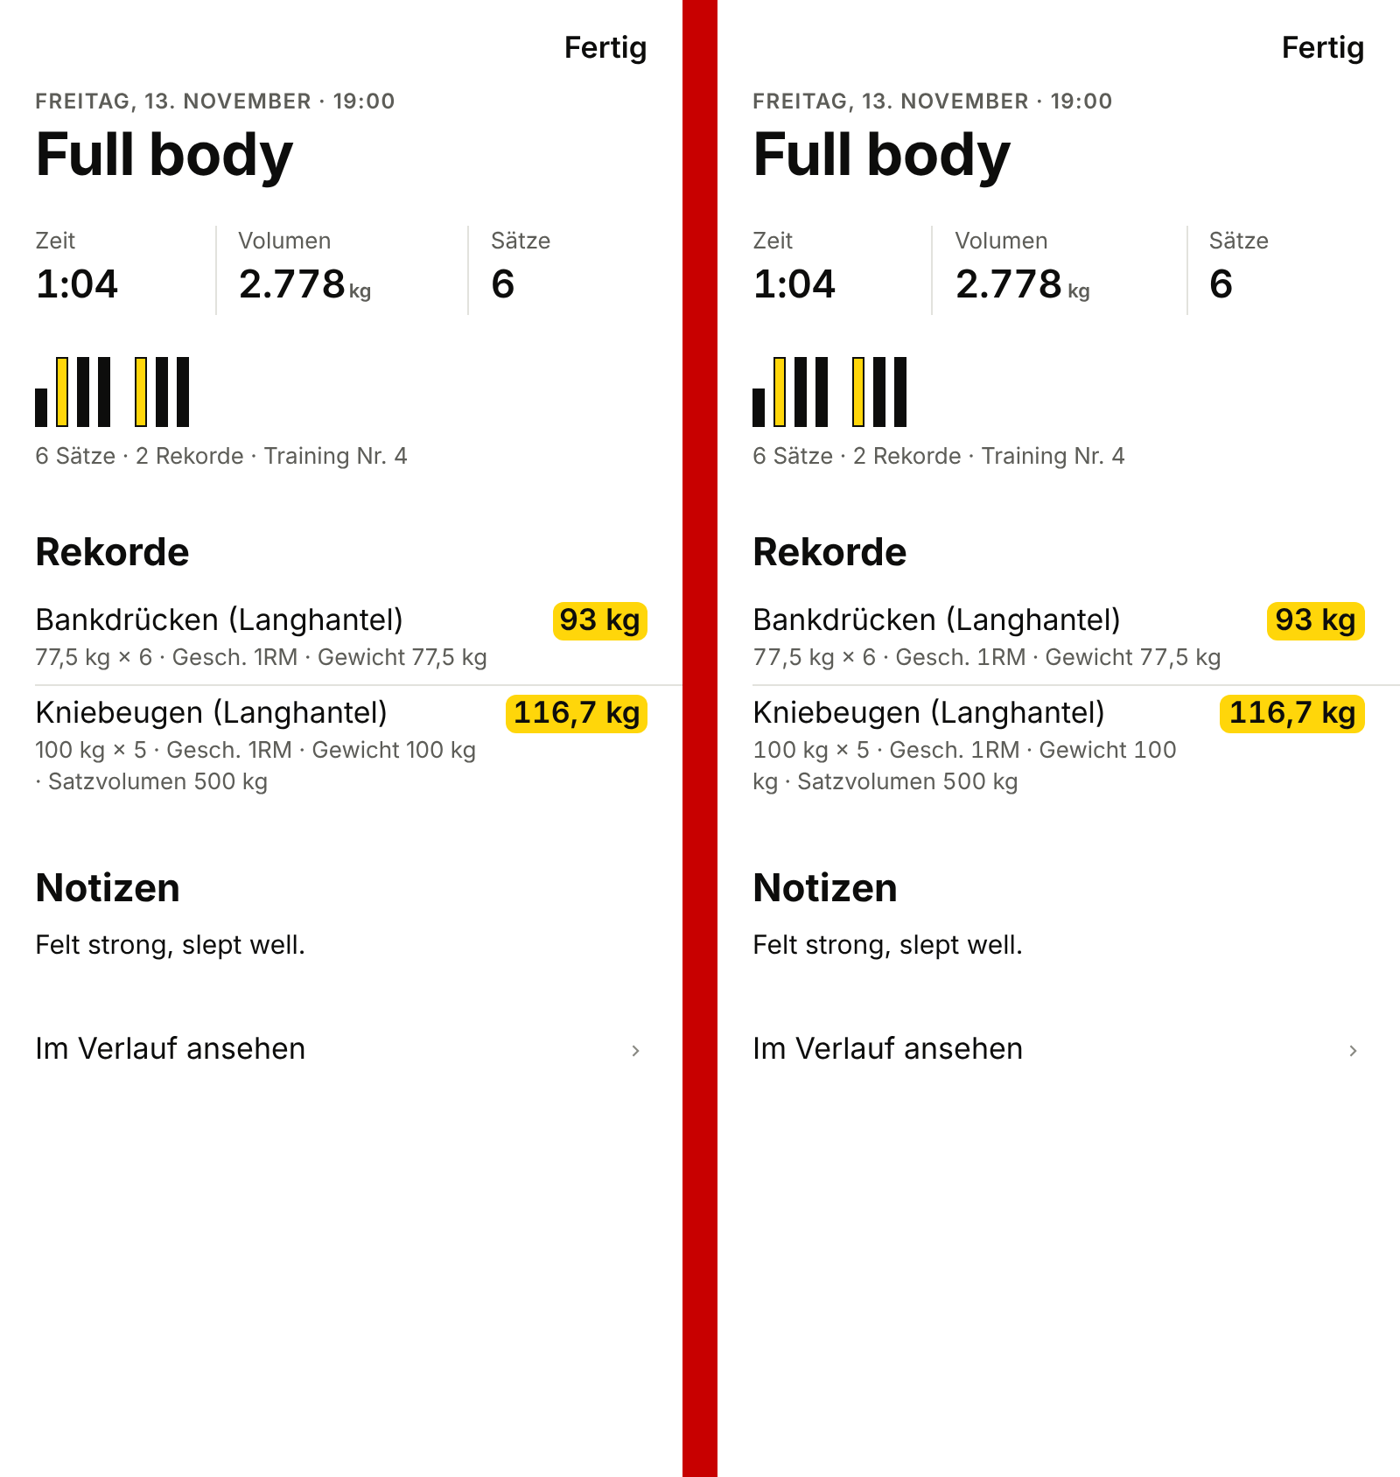 Fertig
FREITAG, 13. NOVEMBER · 19:00
Full body
Zeit
Volumen
Sätze
1:04
2.778 kg
6
6 Sätze · 2 Rekorde · Training Nr. 4
Rekorde
Bankdrücken (Langhantel)
93 kg
77,5 kg × 6 · Gesch. 1RM · Gewicht 77,5 kg
Kniebeugen (Langhantel)
116,7 kg
100 kg × 5 · Gesch. 1RM · Gewicht 100 kg
· Satzvolumen 500 kg
Notizen
Felt strong, slept well.
Im Verlauf ansehen
Fertig
FREITAG, 13. NOVEMBER · 19:00
Full body
Zeit
Volumen
Sätze
1:04
2.778 kg
6
6 Sätze · 2 Rekorde · Training Nr. 4
Rekorde
Bankdrücken (Langhantel)
93 kg
77,5 kg × 6 · Gesch. 1RM · Gewicht 77,5 kg
Kniebeugen (Langhantel)
116,7 kg
100 kg × 5 · Gesch. 1RM · Gewicht 100
kg · Satzvolumen 500 kg
Notizen
Felt strong, slept well.
Im Verlauf ansehen